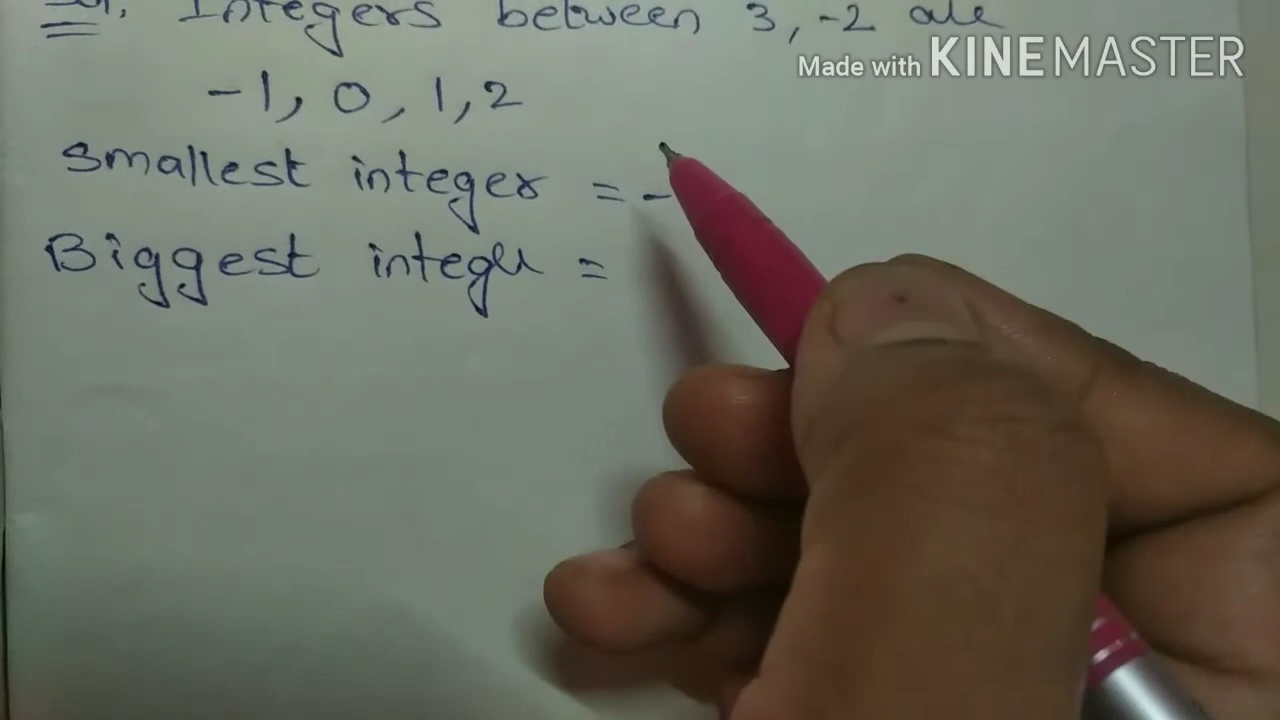 Integers between 3, -2 are
Made with KINEMASTER
-1, 0, 1, 2
Smallest integer = -
Biggest integer =